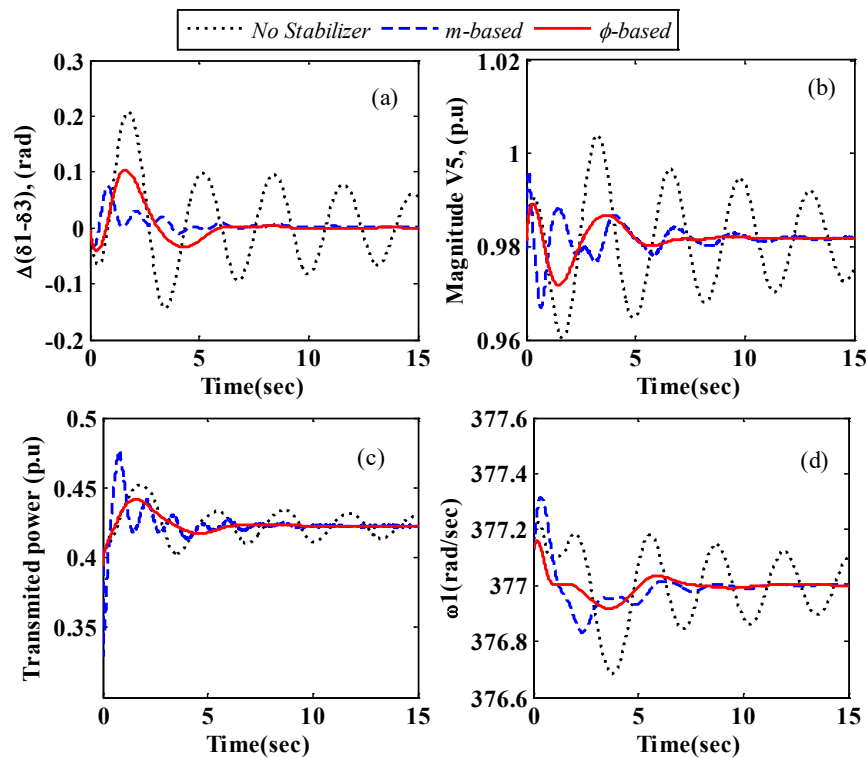 No Stabilizer m-based ϕ-based
0.3
0.2
0.1
0
-0.1
-0.2
Δ(δ1-δ3), (rad)
(a)
0 5 10 15
Time(sec)
1.02
1
0.98
0.96
Magnitude V5, (p.u)
(b)
0 5 10 15
Time(sec)
0.5
0.45
0.4
0.35
Transmited power (p.u)
(c)
0 5 10 15
Time(sec)
377.6
377.4
377.2
377
376.8
376.6
ω1(rad/sec)
(d)
0 5 10 15
Time(sec)